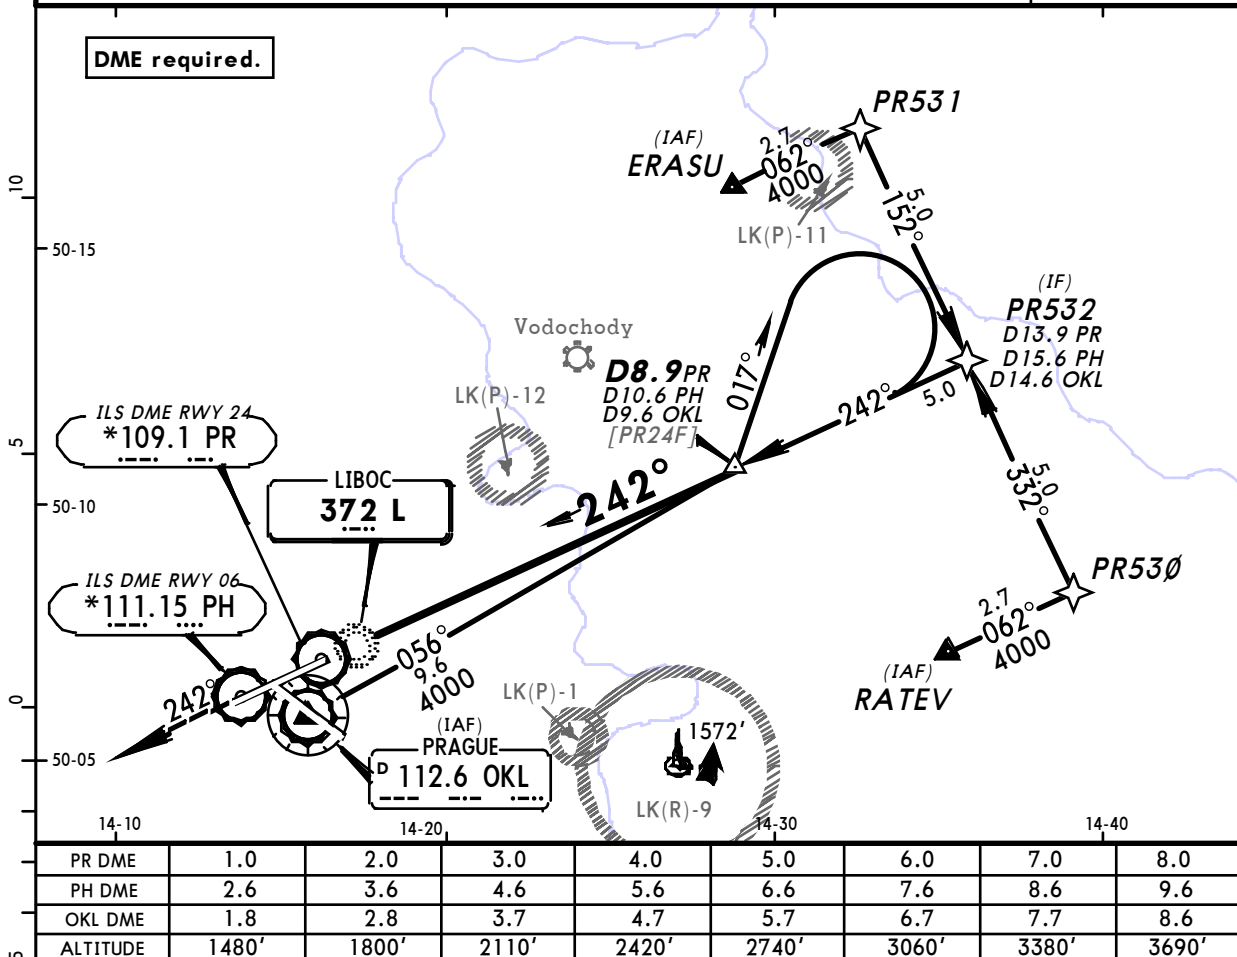 DME required.
PR531
(IAF)
ERASU
2.7
062°
4000
LK(P)-11
5.0
152°
10
50-15
(IF)
PR532
D13.9 PR
D15.6 PH
D14.6 OKL
Vodochody
D8.9PR
D10.6 PH
D9.6 OKL
[PR24F]
017°
242°
5.0
LK(P)-12
ILS DME RWY 24
*109.1 PR
LIBOC
372 L
242°
5
50-10
5.0
332°
PR53Ø
2.7
062°
4000
(IAF)
RATEV
ILS DME RWY 06
*111.15 PH
056°
9.6
4000
242°
LK(P)-1
0
(IAF)
PRAGUE
D 112.6 OKL
1572'
LK(R)-9
50-05
14-10
14-20
14-30
14-40
PR DME 1.0 2.0 3.0 4.0 5.0 6.0 7.0 8.0
PH DME 2.6 3.6 4.6 5.6 6.6 7.6 8.6 9.6
OKL DME 1.8 2.8 3.7 4.7 5.7 6.7 7.7 8.6
ALTITUDE 1480' 1800' 2110' 2420' 2740' 3060' 3380' 3690'